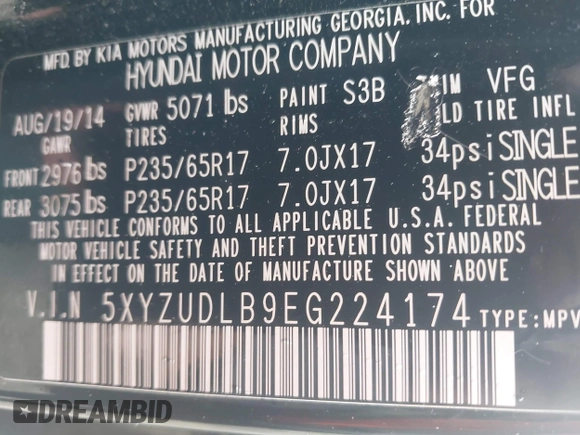 MFD. BY KIA MOTORS MANUFACTURING GEORGIA, INC. FOR
HYUNDAI MOTOR COMPANY
AUG/19/14 GVWR 5071 lbs PAINT S3B VFG
GAWR TIRES RIMS TIRE INFL
FRONT 2976 lbs P235/65R17 7.0JX17 34psi SINGLE
REAR 3075 lbs P235/65R17 7.0JX17 34psi SINGLE
THIS VEHICLE CONFORMS TO ALL APPLICABLE U.S.A. FEDERAL
MOTOR VEHICLE SAFETY AND THEFT PREVENTION STANDARDS
IN EFFECT ON THE DATE OF MANUFACTURE SHOWN ABOVE
V.I.N 5XYZUDLB9EG224174 TYPE: MPV
DREAMBID